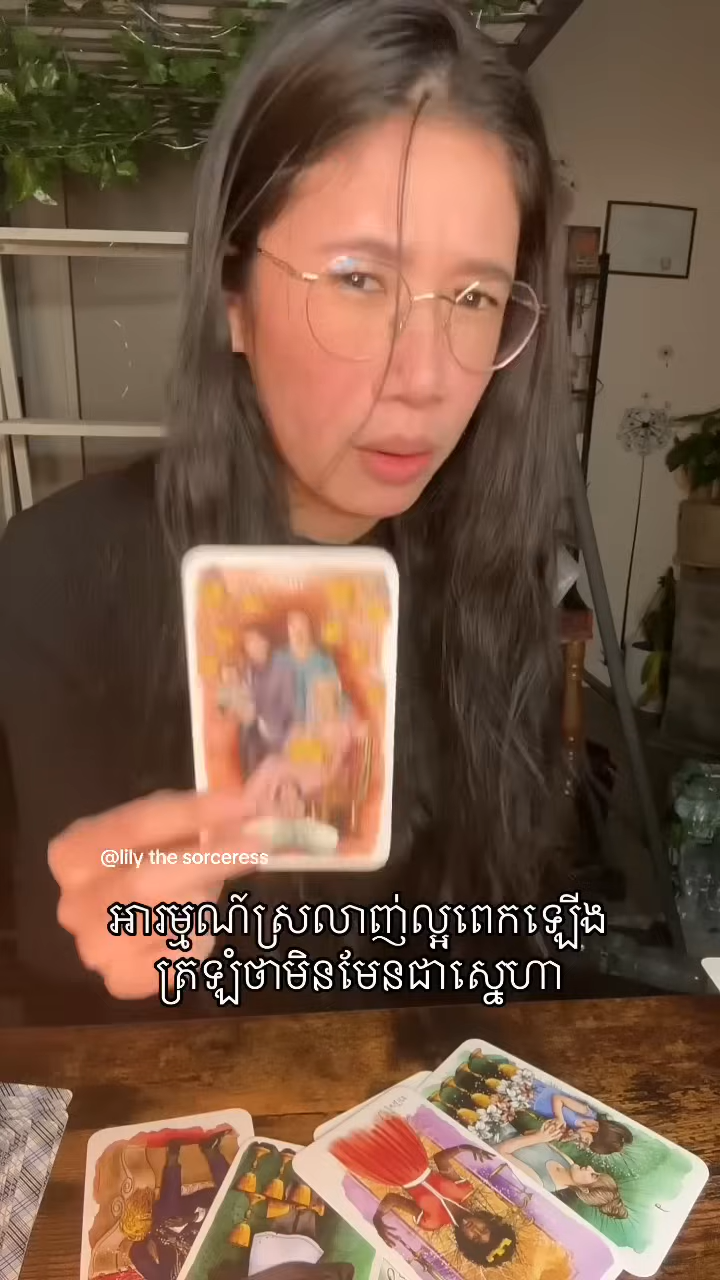 @lily the sorceress
អារម្មណ៍ស្រលាញ់ល្អពេកឡើង
ត្រឡំថាមិនមែនជាស្នេហា